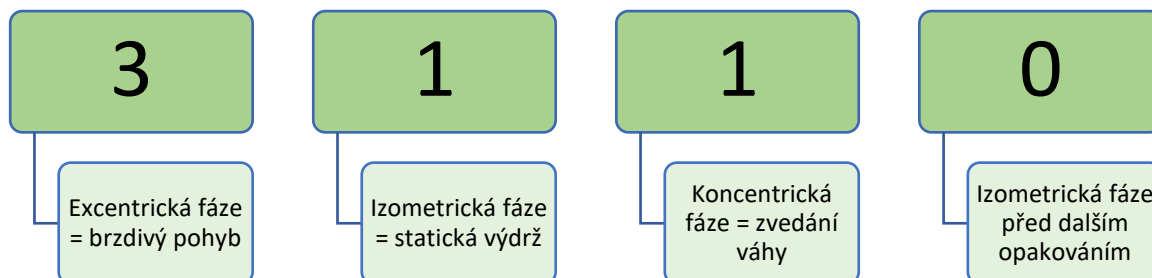 3
Excentrická fáze
= brzdivý pohyb
1
Izometrická fáze
= statická výdrž
1
Koncentrická
fáze = zvedání
váhy
0
Izometrická fáze
před dalším
opakováním